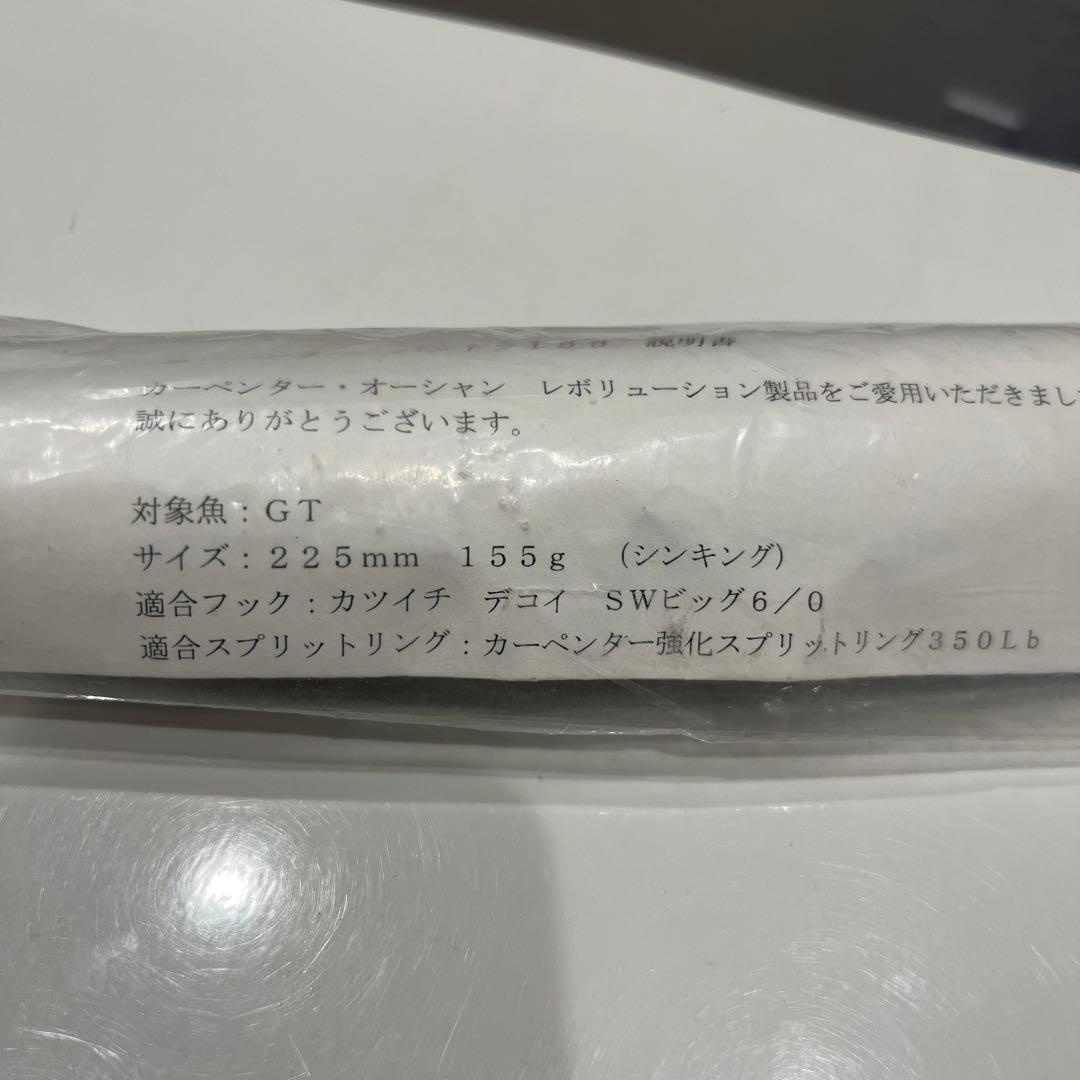 説明書
カーペンター・オーシャン　レボリューション製品をご愛用いただきまし
誠にありがとうございます。
対象魚：ＧＴ
サイズ：２２５ｍｍ　１５５ｇ　（シンキング）
適合フック：カツイチ　デコイ　ＳＷビッグ６／０
適合スプリットリング：カーペンター強化スプリットリング３５０Ｌｂ